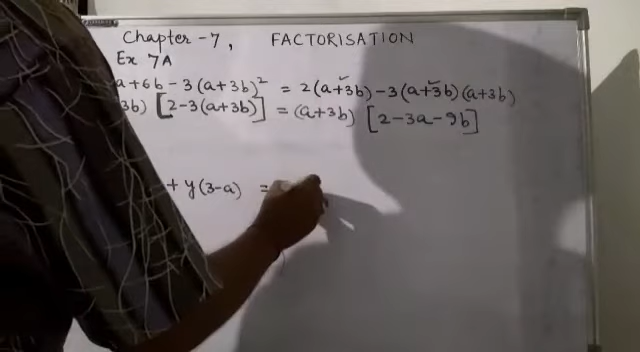 Chapter-7, FACTORISATION
Ex 7A
a+6b-3(a+3b)² = 2(a+3b)-3(a+3b)(a+3b)
3b) [2-3(a+3b)] = (a+3b) [2-3a-9b]
+ y(3-a) =